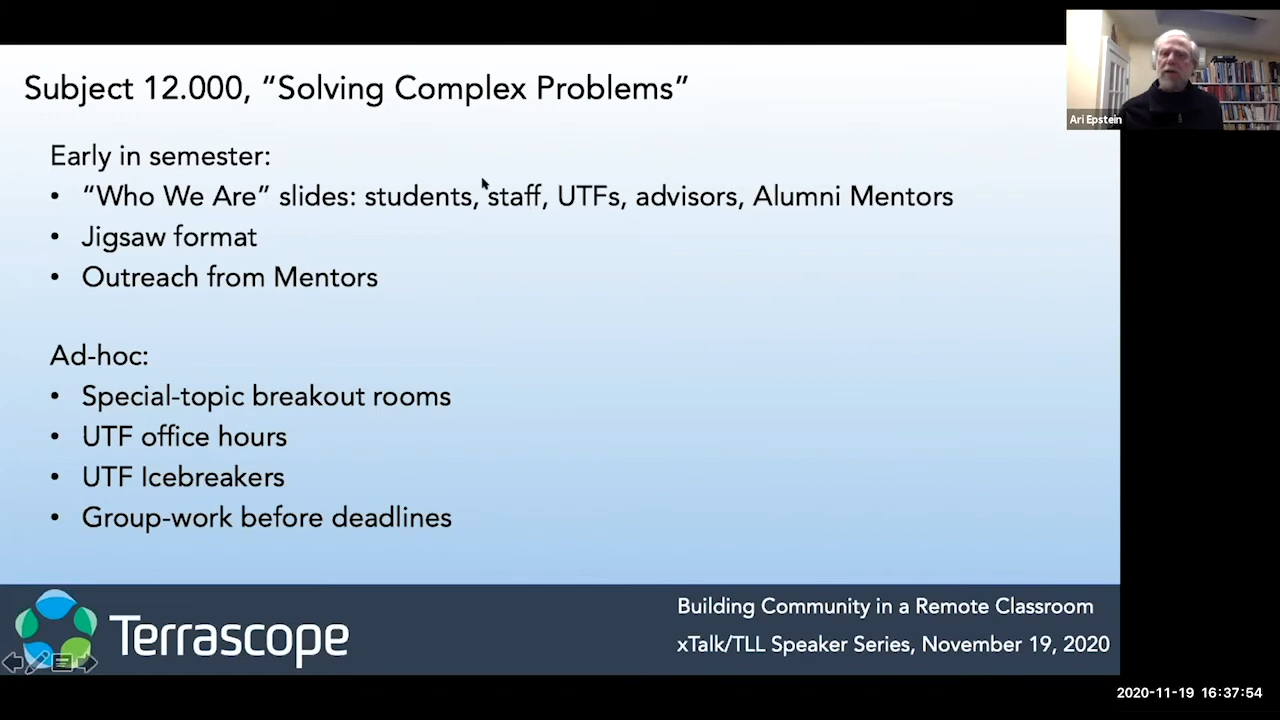 Subject 12.000, “Solving Complex Problems”
Ari Epstein
Early in semester:
• “Who We Are” slides: students, staff, UTFs, advisors, Alumni Mentors
• Jigsaw format
• Outreach from Mentors
Ad-hoc:
• Special-topic breakout rooms
• UTF office hours
• UTF Icebreakers
• Group-work before deadlines
Terrascope
Building Community in a Remote Classroom
xTalk/TLL Speaker Series, November 19, 2020
2020-11-19 16:37:54